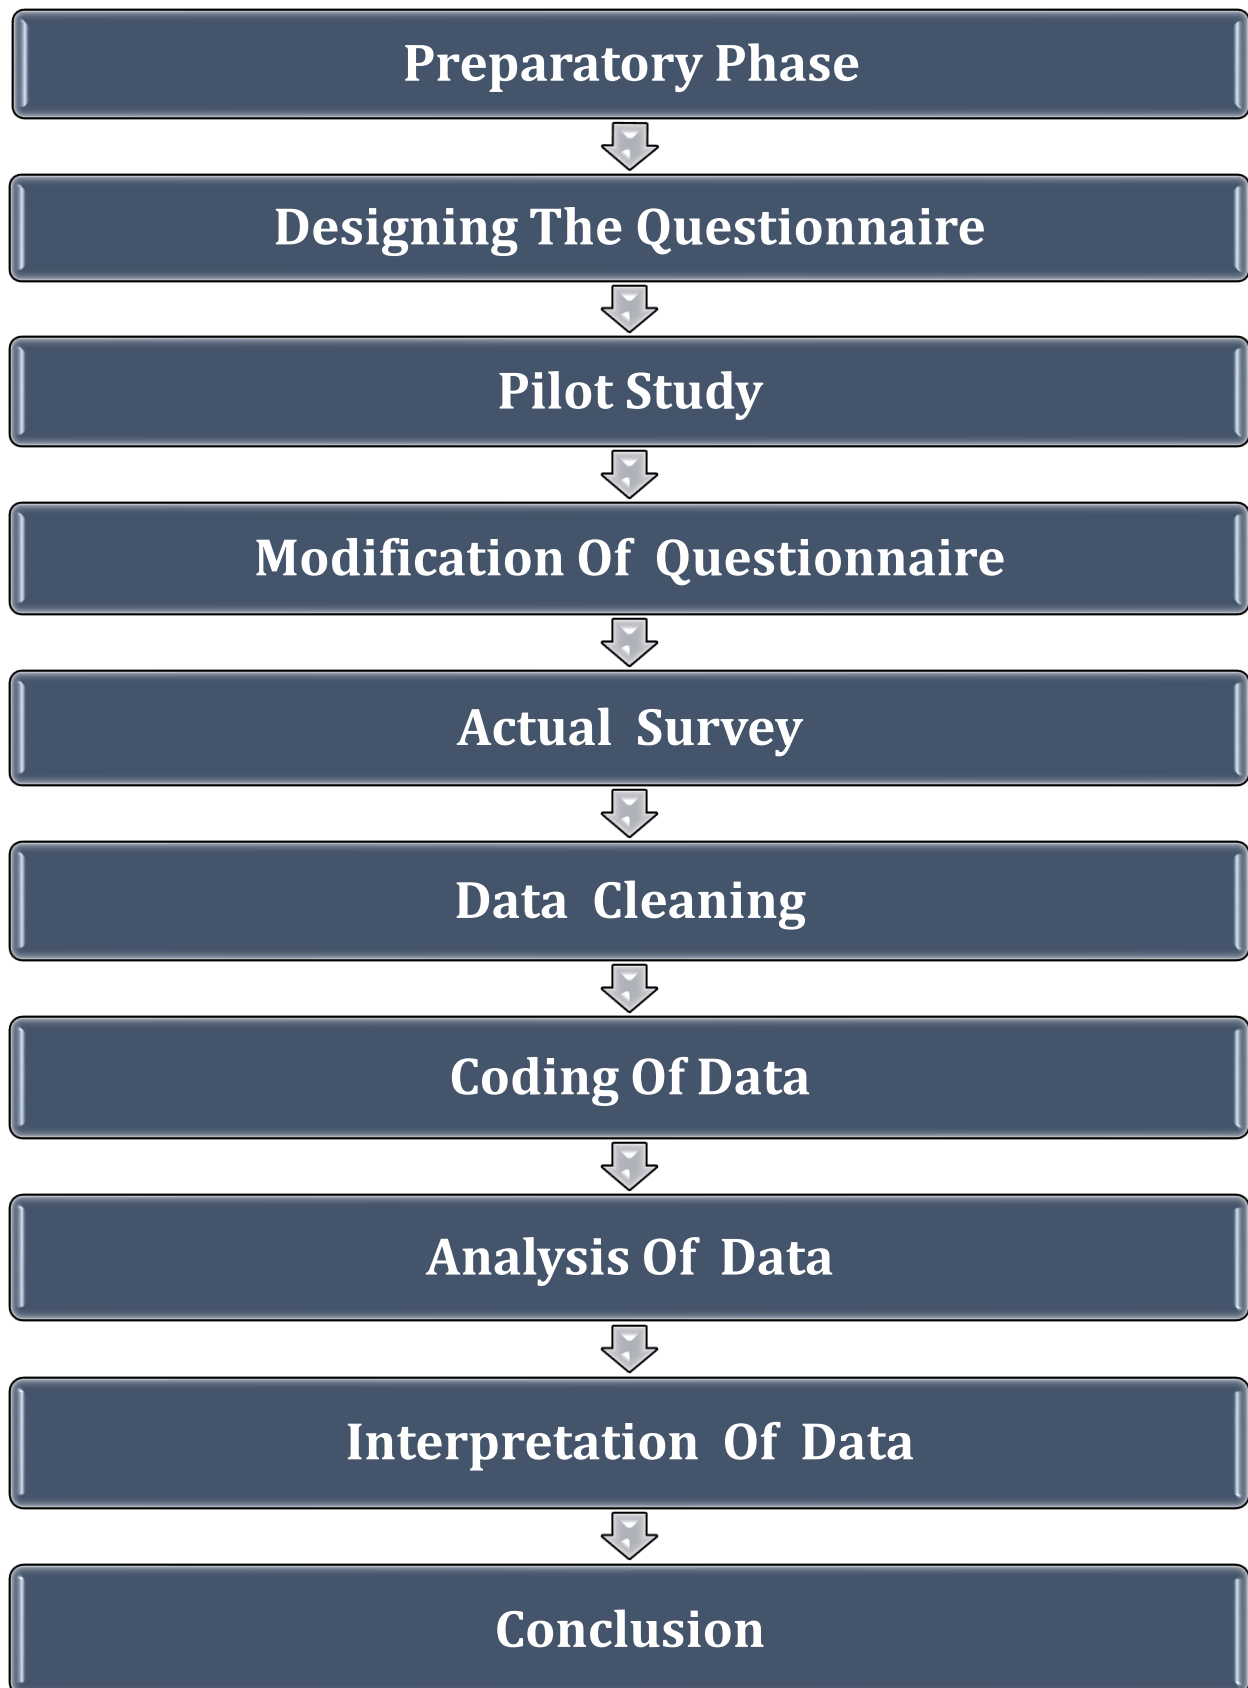 Preparatory Phase
Designing The Questionnaire
Pilot Study
Modification Of  Questionnaire
Actual  Survey
Data  Cleaning
Coding Of Data
Analysis Of  Data
Interpretation  Of  Data
Conclusion